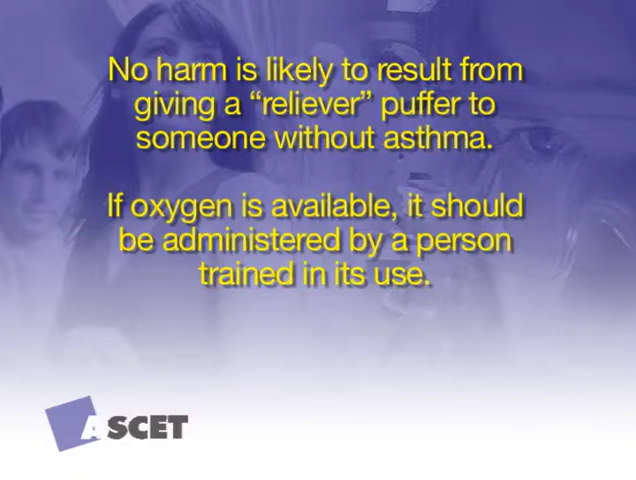 No harm is likely to result from
giving a “reliever” puffer to
someone without asthma.
If oxygen is available, it should
be administered by a person
trained in its use.
ASCET